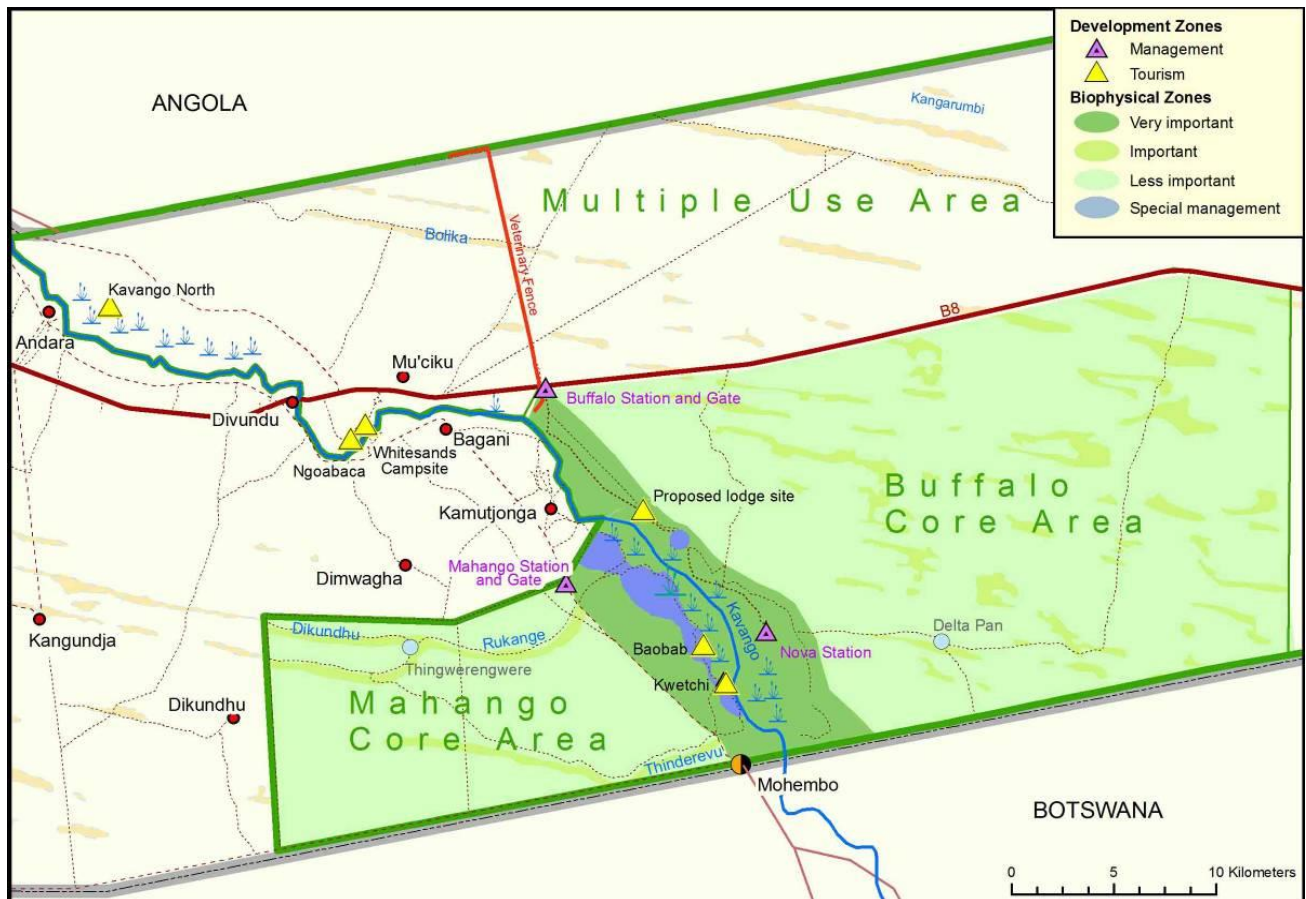 Development Zones
Management
Tourism
Biophysical Zones
Very important
Important
Less important
Special management
ANGOLA
Kangarumbi
Multiple Use Area
Bolika
Veterinary Fence
Kavango North
Andara
B8
Mu'ciku
Buffalo Station and Gate
Divundu
Bagani
Whitesands
Campsite
Ngoabaca
Buffalo
Core Area
Proposed lodge site
Kamutjonga
Mahango Station
and Gate
Dimwagha
Kavango
Kangundja
Dikundhu
Rukange
Thingwerengwere
Baobab
Nova Station
Delta Pan
Kwetchi
Mahango
Core Area
Dikundhu
Thinderevu
Mohembo
BOTSWANA
0 5 10 Kilometers